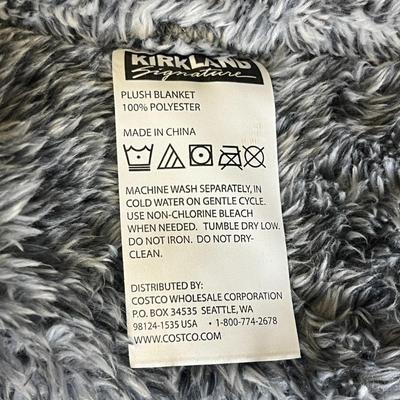 KIRKLAND
Signature
PLUSH BLANKET
100% POLYESTER
MADE IN CHINA
MACHINE WASH SEPARATELY, IN
COLD WATER ON GENTLE CYCLE.
USE NON-CHLORINE BLEACH
WHEN NEEDED. TUMBLE DRY LOW.
DO NOT IRON. DO NOT DRY-
CLEAN.
DISTRIBUTED BY:
COSTCO WHOLESALE CORPORATION
P.O. BOX 34535 SEATTLE, WA
98124-1535 USA • 1-800-774-2678
WWW.COSTCO.COM